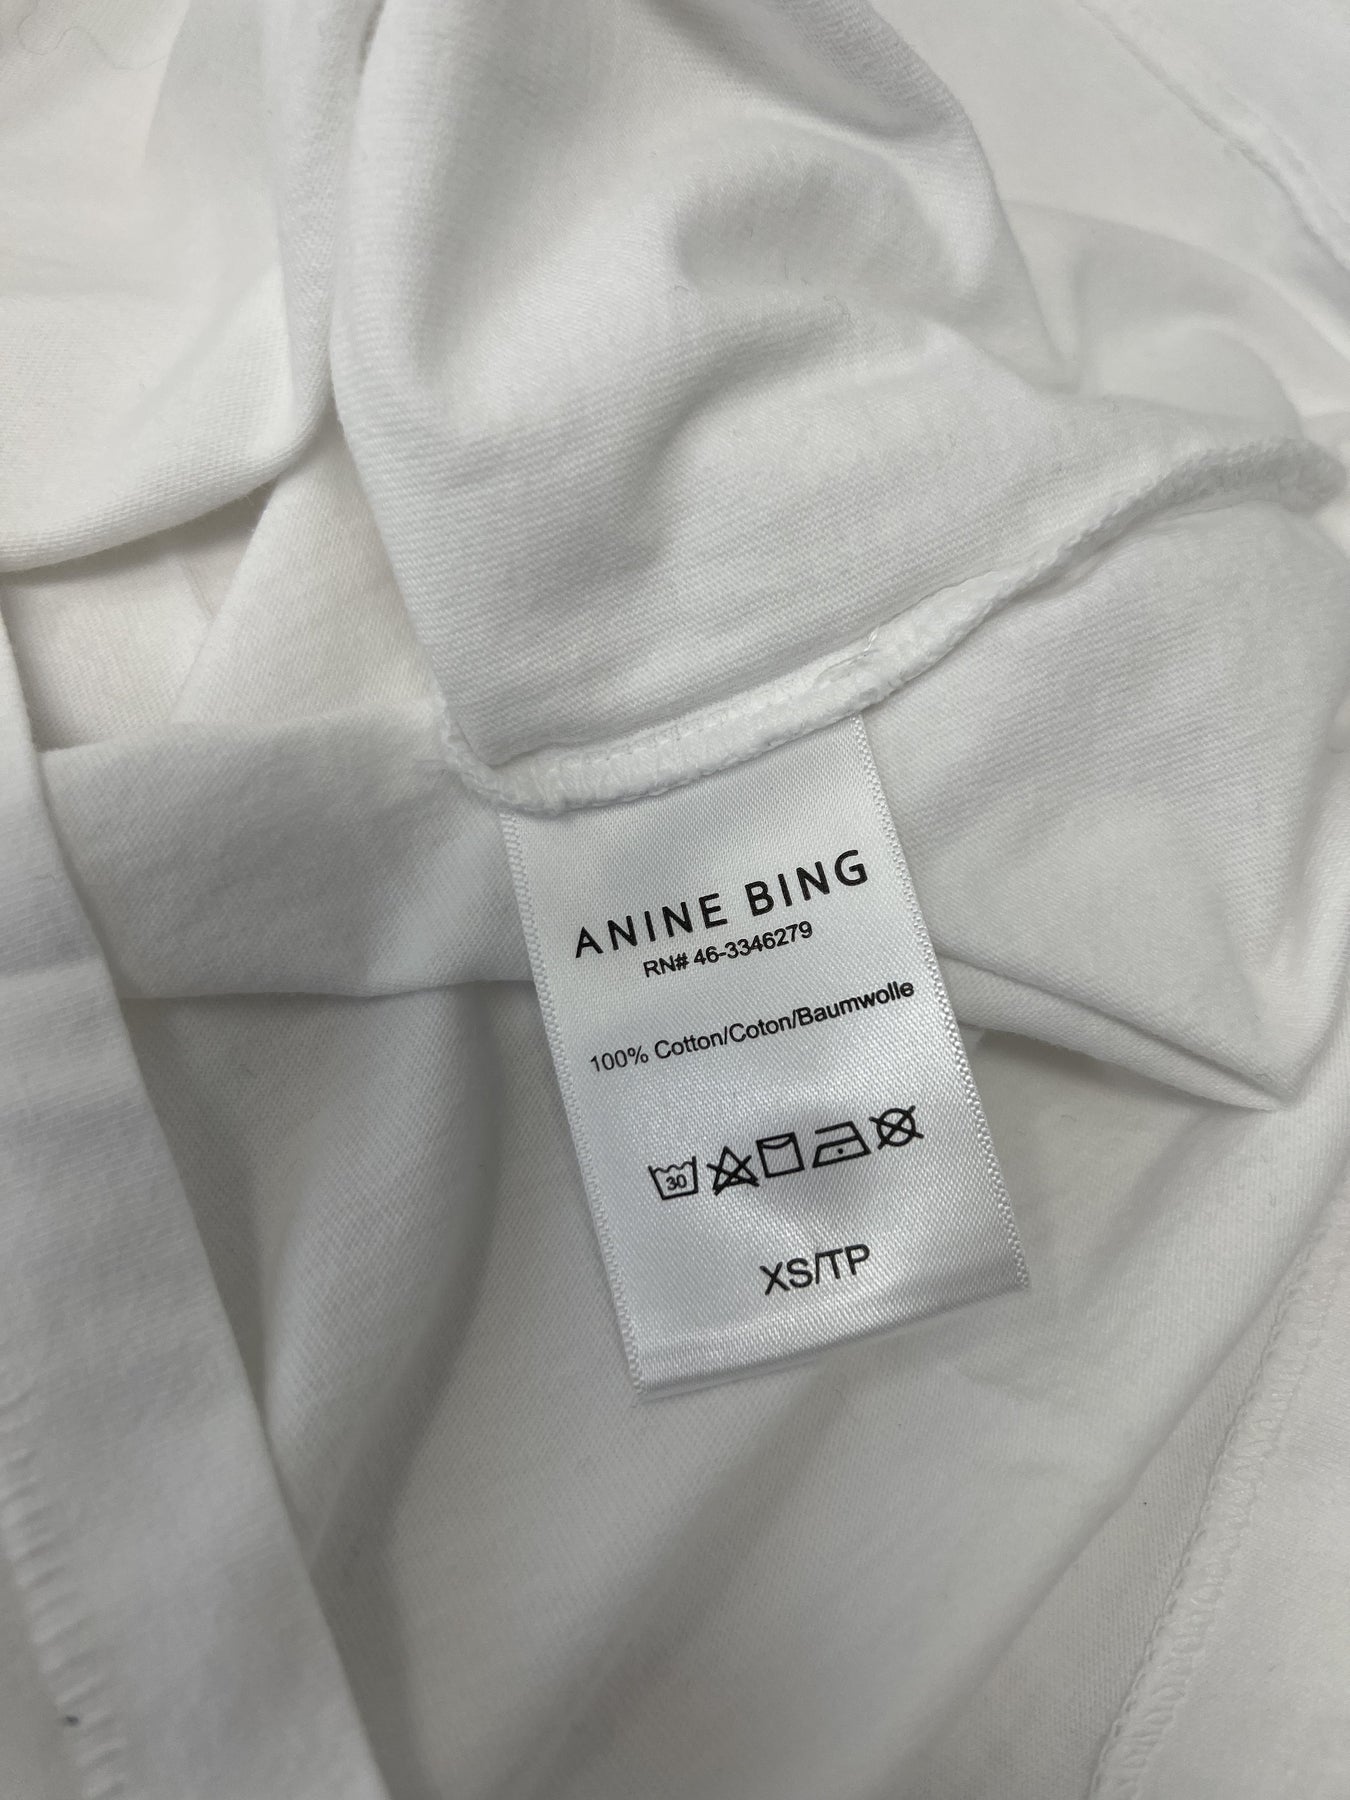 ANINE BING
RN# 46-3346279
100% Cotton/Coton/Baumwolle
30
XS/TP